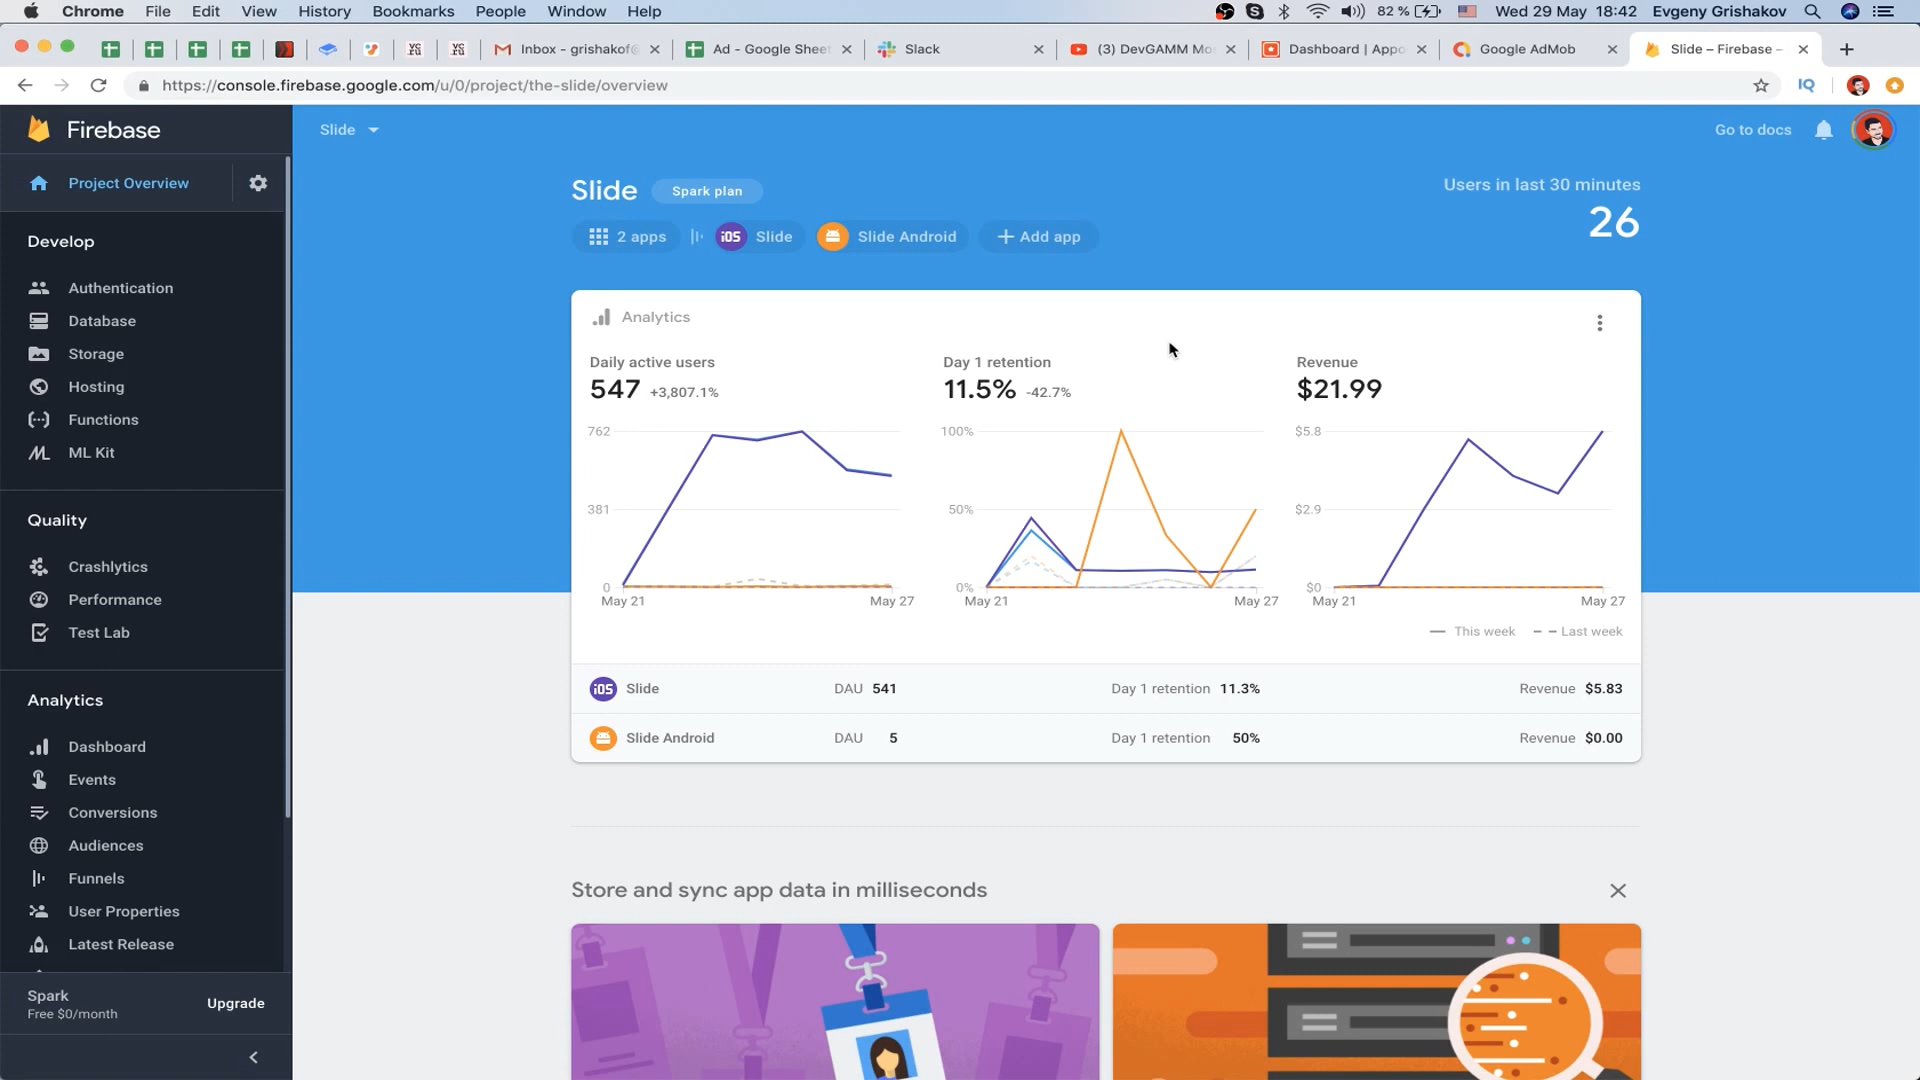 Chrome File Edit View History Bookmarks People Window Help 82 % Wed 29 May 18:42 Evgeny Grishakov
Inbox - grishakof@ Ad - Google Sheet Slack (3) DevGAMM Mo Dashboard | Appo Google AdMob Slide – Firebase –
https://console.firebase.google.com/u/0/project/the-slide/overview IQ
Firebase
Project Overview
Develop
Authentication
Database
Storage
Hosting
Functions
ML Kit
Quality
Crashlytics
Performance
Test Lab
Analytics
Dashboard
Events
Conversions
Audiences
Funnels
User Properties
Latest Release
Spark
Free $0/month
Upgrade
Slide
Go to docs
Slide Spark plan
Users in last 30 minutes
26
2 apps iOS Slide Slide Android + Add app
Analytics
Daily active users
547 +3,807.1%
762
381
0
May 21 May 27
Day 1 retention
11.5% -42.7%
100%
50%
0%
May 21 May 27
Revenue
$21.99
$5.8
$2.9
$0
May 21 May 27
This week Last week
iOS Slide DAU 541 Day 1 retention 11.3% Revenue $5.83
Slide Android DAU 5 Day 1 retention 50% Revenue $0.00
Store and sync app data in milliseconds